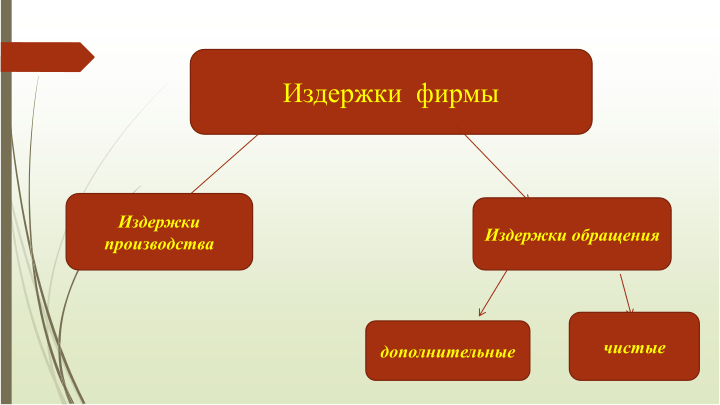 Издержки фирмы
Издержки
производства
Издержки обращения
дополнительные
чистые